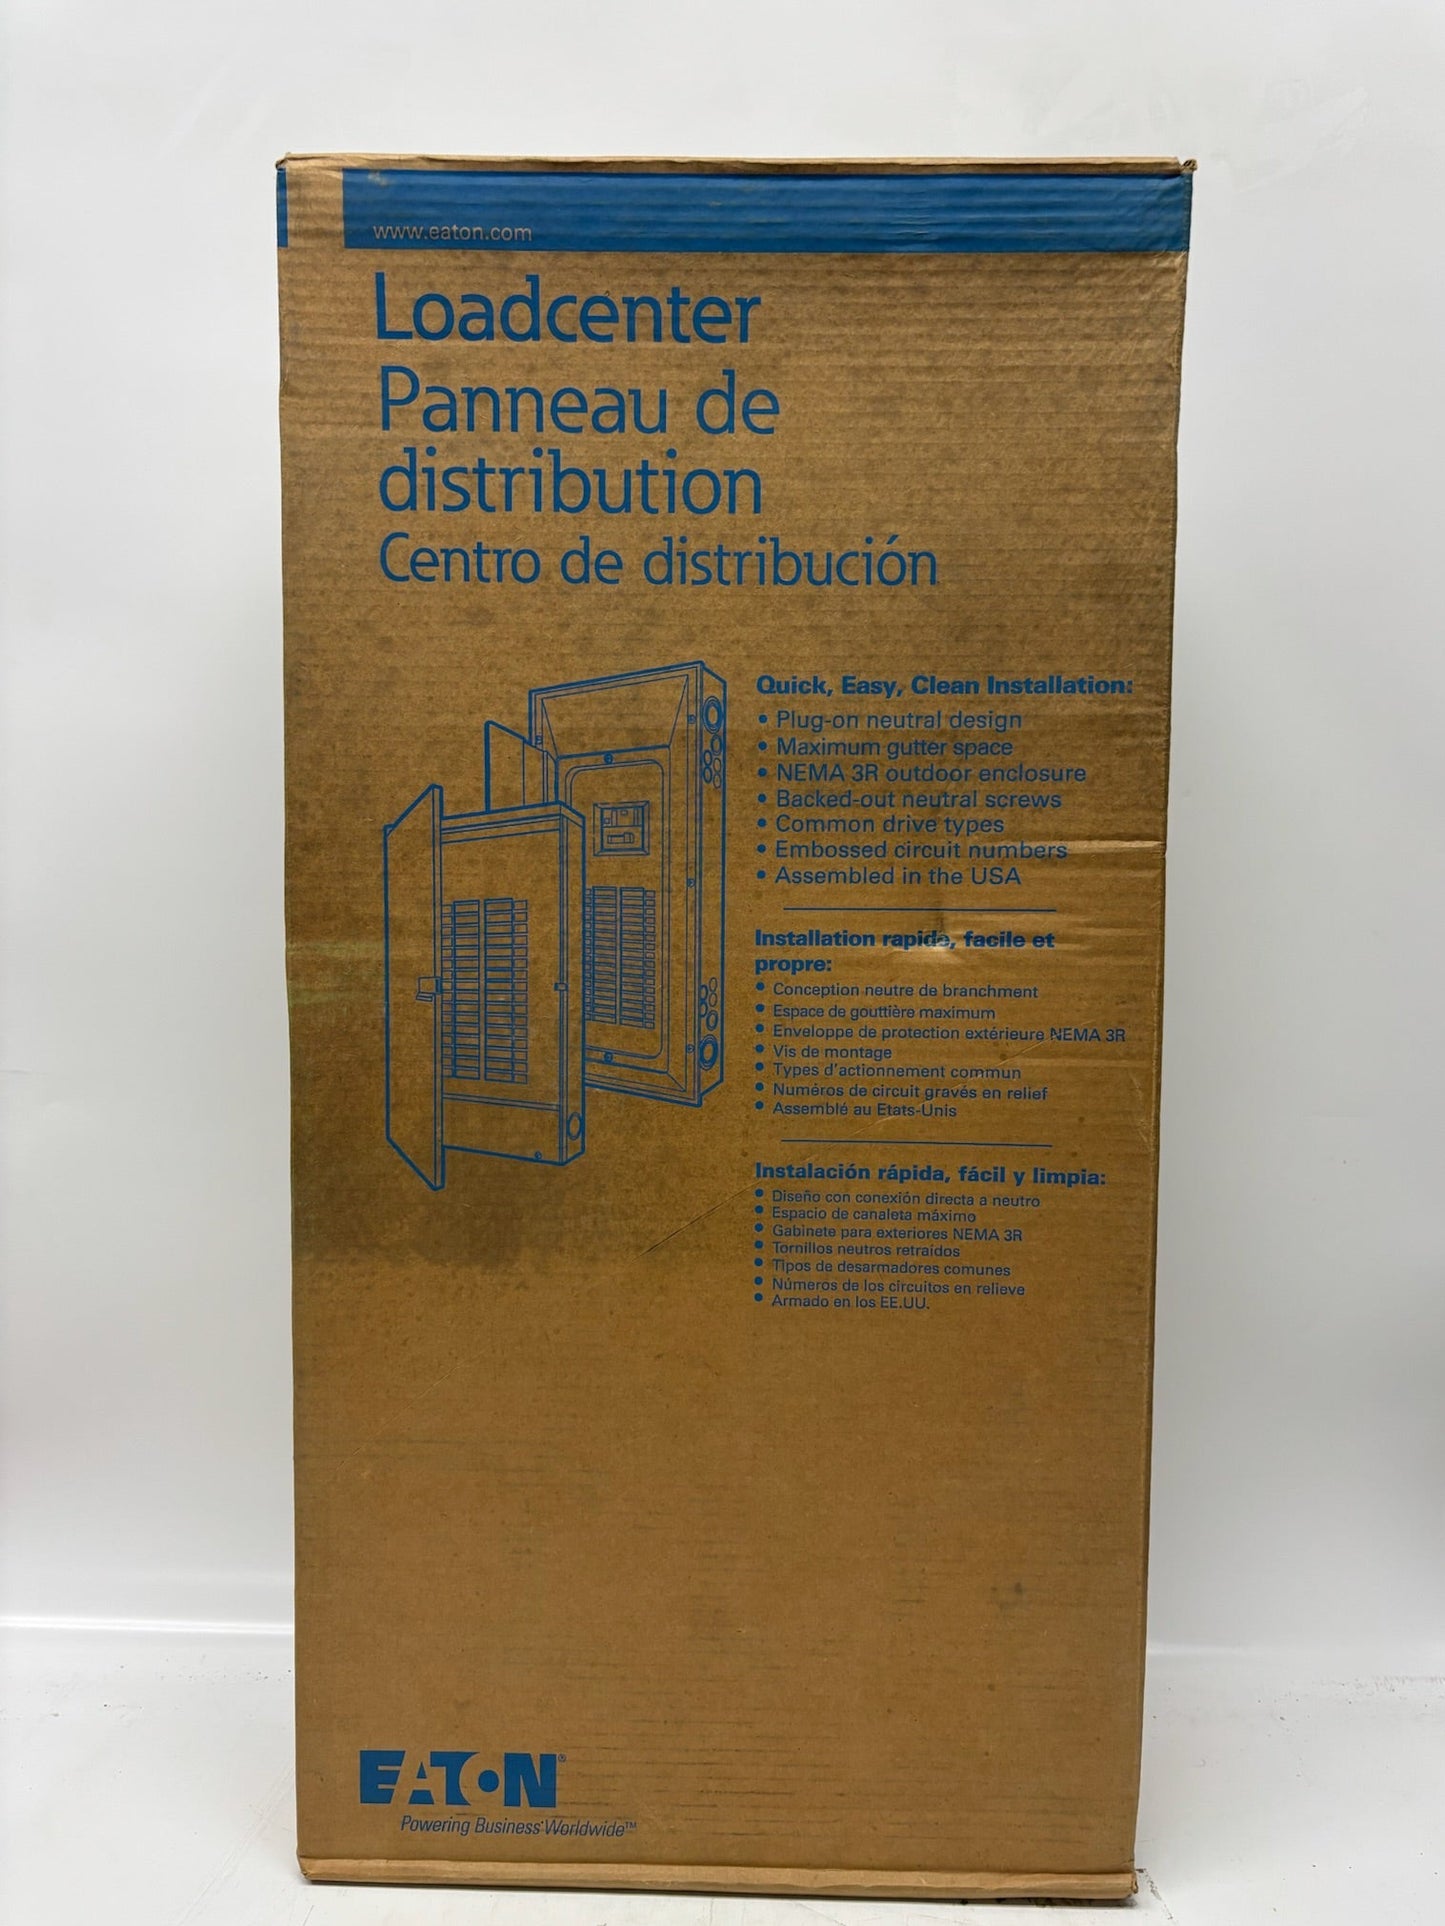 www.eaton.com
Loadcenter
Panneau de
distribution
Centro de distribución
Quick, Easy, Clean Installation:
• Plug-on neutral design
• Maximum gutter space
• NEMA 3R outdoor enclosure
• Backed-out neutral screws
• Common drive types
• Embossed circuit numbers
• Assembled in the USA
Installation rapide, facile et
propre:
• Conception neutre de branchment
• Espace de gouttière maximum
• Enveloppe de protection extérieure NEMA 3R
• Vis de montage
• Types d'actionnement commun
• Numéros de circuit gravés en relief
• Assemblé au Etats-Unis
Instalación rápida, fácil y limpia:
• Diseño con conexión directa a neutro
• Espacio de canaleta máximo
• Gabinete para exteriores NEMA 3R
• Tornillos neutros retraídos
• Tipos de desarmadores comunes
• Números de los circuitos en relieve
• Armado en los EE.UU.
EATON®
Powering Business Worldwide™